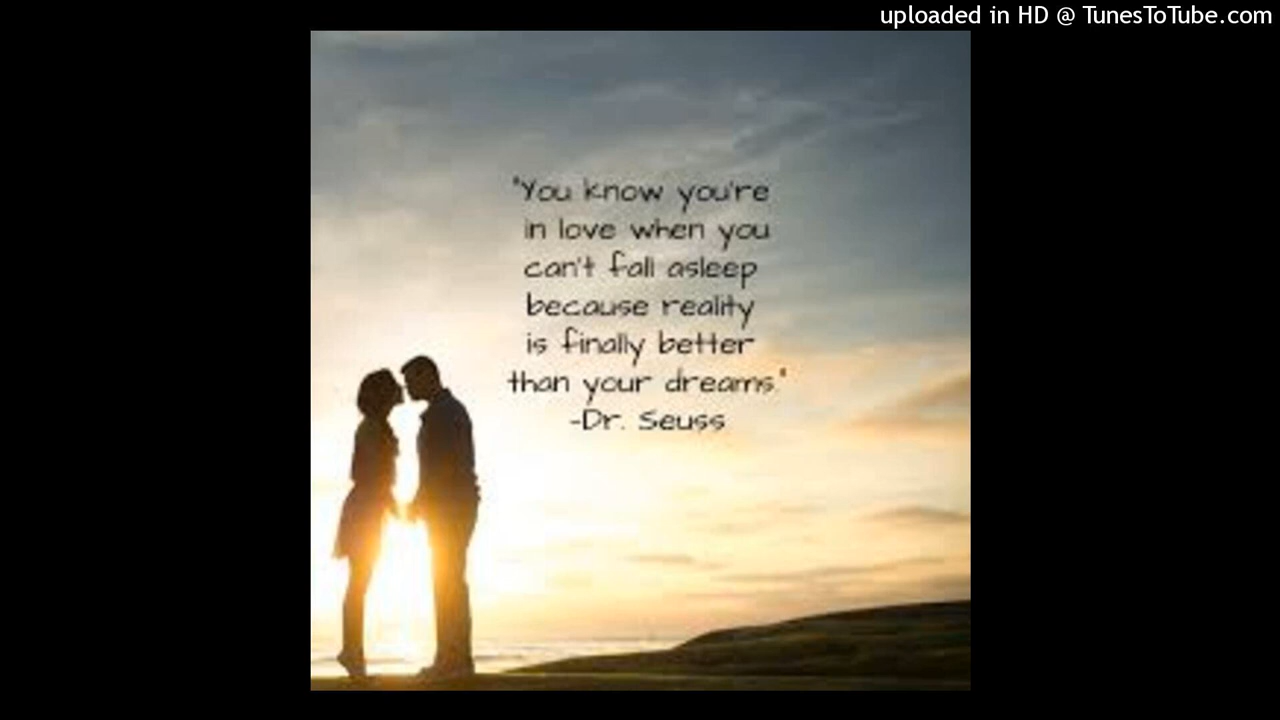 uploaded in HD @ TunesToTube.com
"You know you're
in love when you
can't fall asleep
because reality
is finally better
than your dreams."
-Dr. Seuss